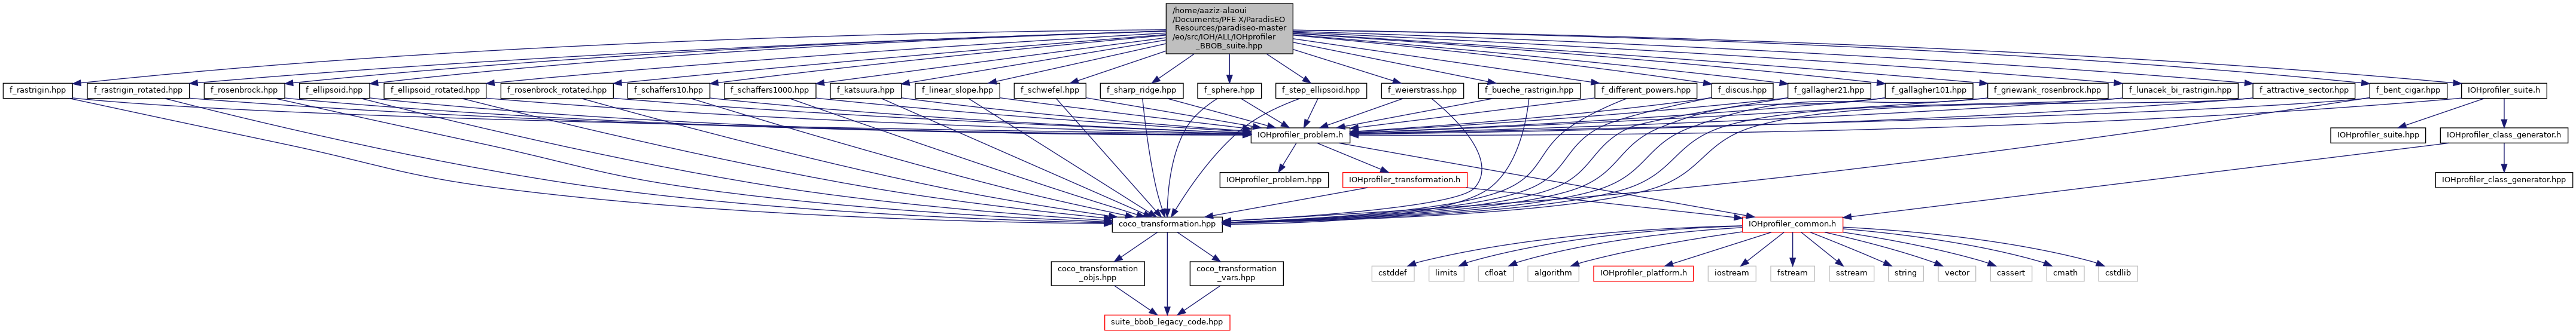 /home/aaziz-alaoui
/Documents/PFE X/ParadisEO
Resources/paradiseo-master
/eo/src/IOH/ALL/IOHprofiler
_BBOB_suite.hpp
f_rastrigin.hpp
f_rastrigin_rotated.hpp
f_rosenbrock.hpp
f_ellipsoid.hpp
f_ellipsoid_rotated.hpp
f_rosenbrock_rotated.hpp
f_schaffers10.hpp
f_schaffers1000.hpp
f_katsuura.hpp
f_linear_slope.hpp
f_schwefel.hpp
f_sharp_ridge.hpp
f_sphere.hpp
f_step_ellipsoid.hpp
f_weierstrass.hpp
f_bueche_rastrigin.hpp
f_different_powers.hpp
f_discus.hpp
f_gallagher21.hpp
f_gallagher101.hpp
f_griewank_rosenbrock.hpp
f_lunacek_bi_rastrigin.hpp
f_attractive_sector.hpp
f_bent_cigar.hpp
IOHprofiler_suite.h
IOHprofiler_problem.h
IOHprofiler_suite.hpp
IOHprofiler_class_generator.h
IOHprofiler_problem.hpp
IOHprofiler_transformation.h
IOHprofiler_class_generator.hpp
coco_transformation.hpp
IOHprofiler_common.h
coco_transformation
_objs.hpp
coco_transformation
_vars.hpp
cstddef
limits
cfloat
algorithm
IOHprofiler_platform.h
iostream
fstream
sstream
string
vector
cassert
cmath
cstdlib
suite_bbob_legacy_code.hpp